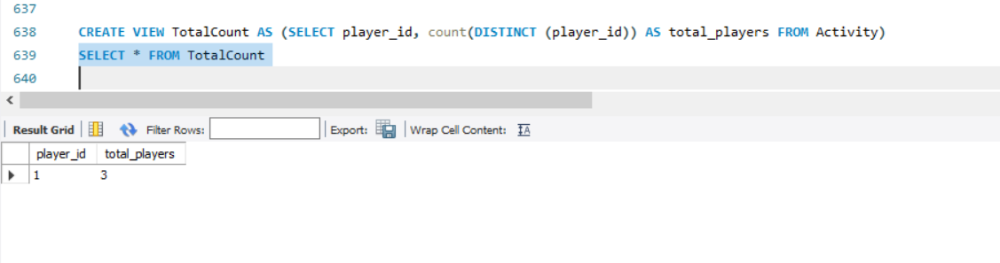 637
638 CREATE VIEW TotalCount AS (SELECT player_id, count(DISTINCT (player_id)) AS total_players FROM Activity)
639 SELECT * FROM TotalCount
640
Result Grid Filter Rows: Export: Wrap Cell Content: IA
player_id total_players
1 3